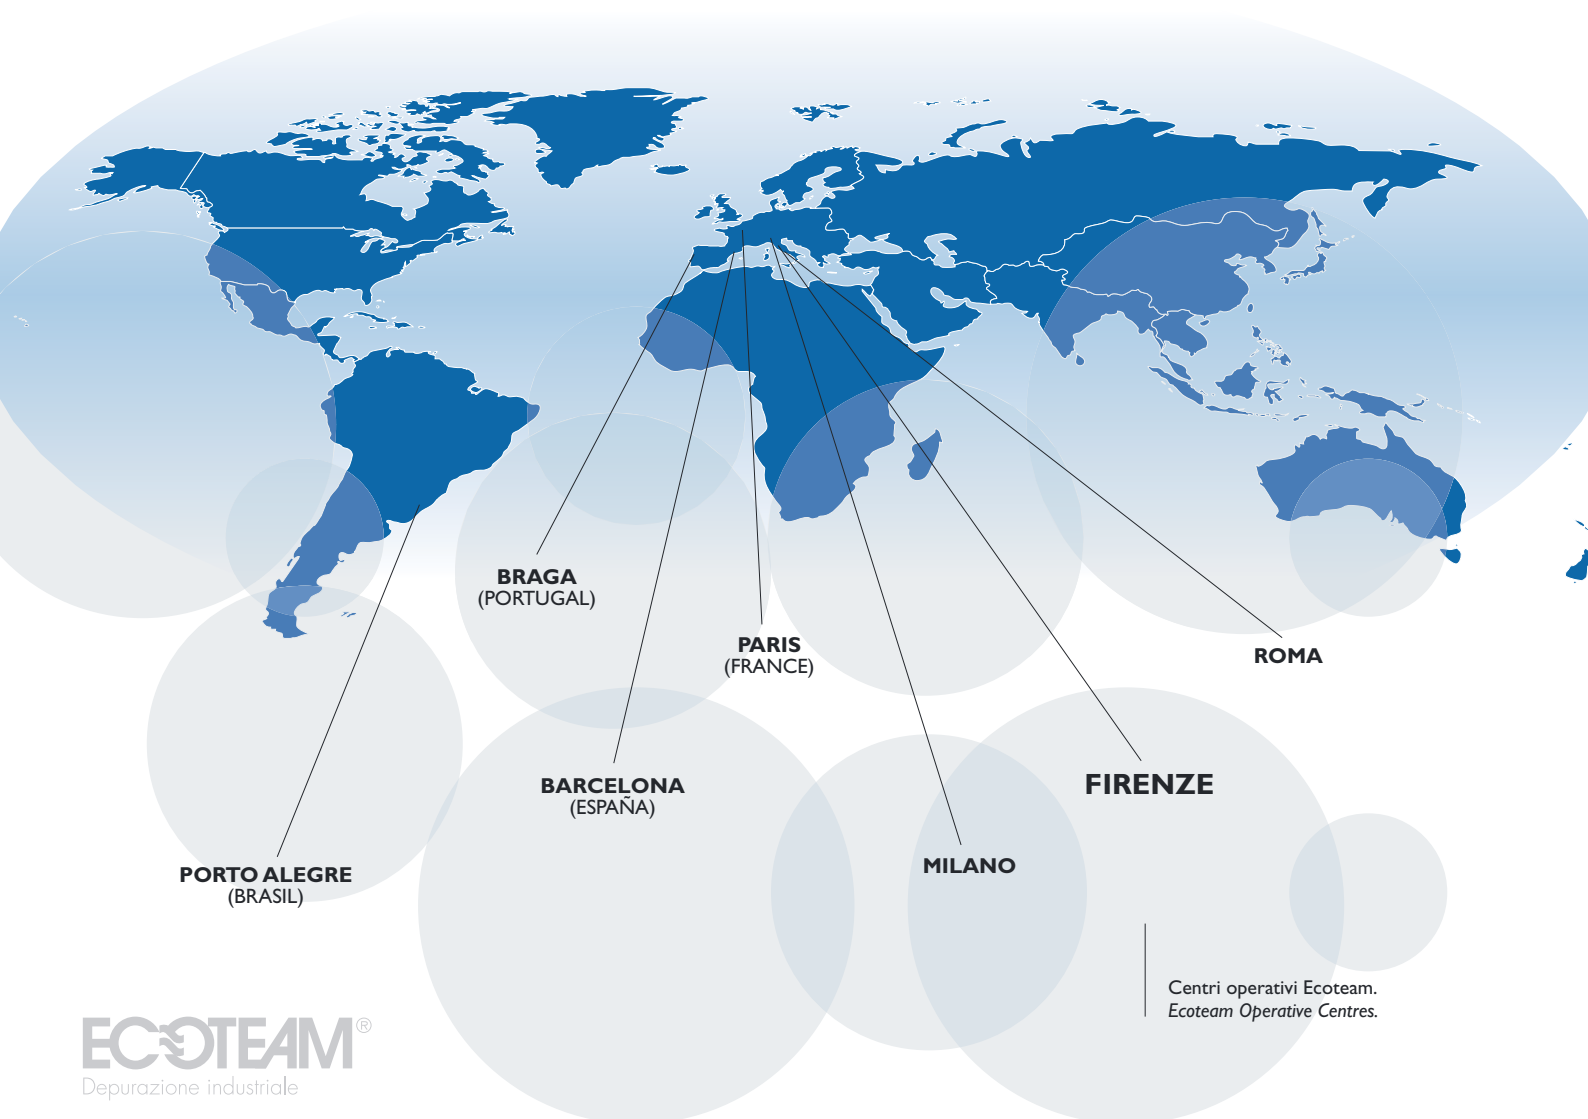 BRAGA
(PORTUGAL)
PARIS
(FRANCE)
ROMA
BARCELONA
(ESPAÑA)
FIRENZE
PORTO ALEGRE
(BRASIL)
MILANO
Centri operativi Ecoteam.
Ecoteam Operative Centres.
ECOTEAM®
Depurazione industriale